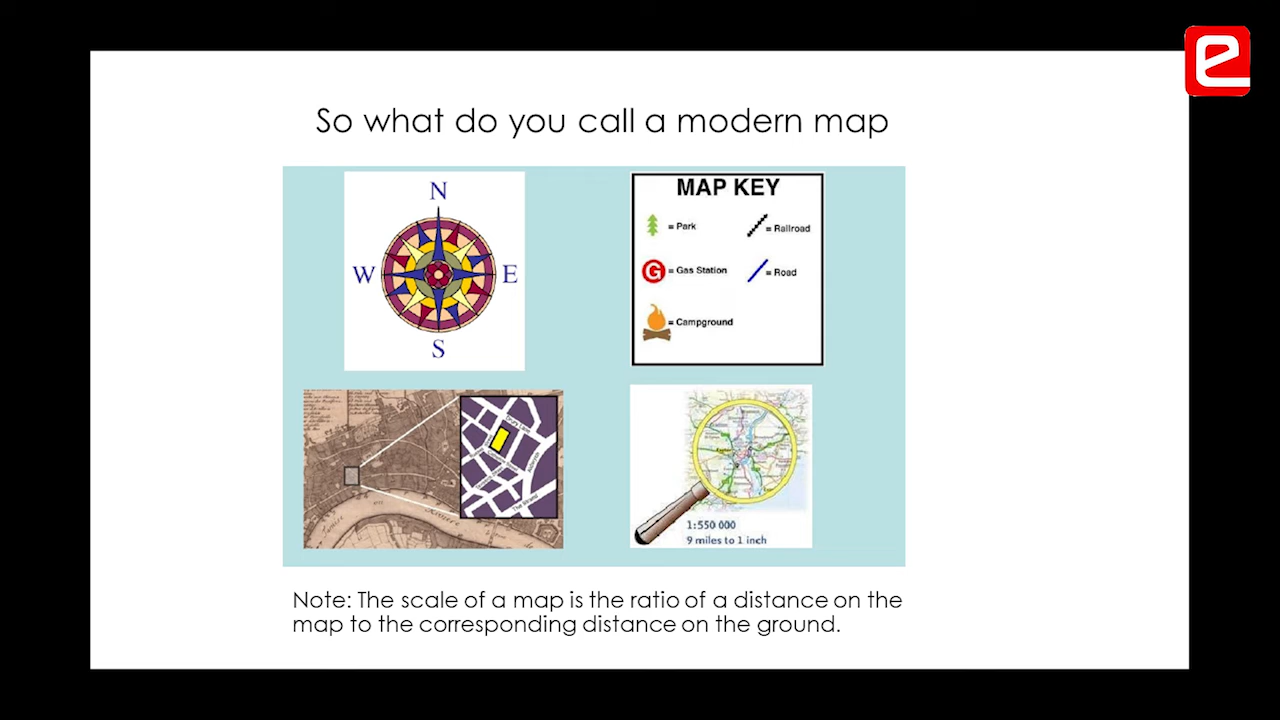 So what do you call a modern map
N
W
E
S
MAP KEY
= Park
= Railroad
G
= Gas Station
= Road
= Campground
1:550 000
9 miles to 1 inch
Note: The scale of a map is the ratio of a distance on the
map to the corresponding distance on the ground.
e